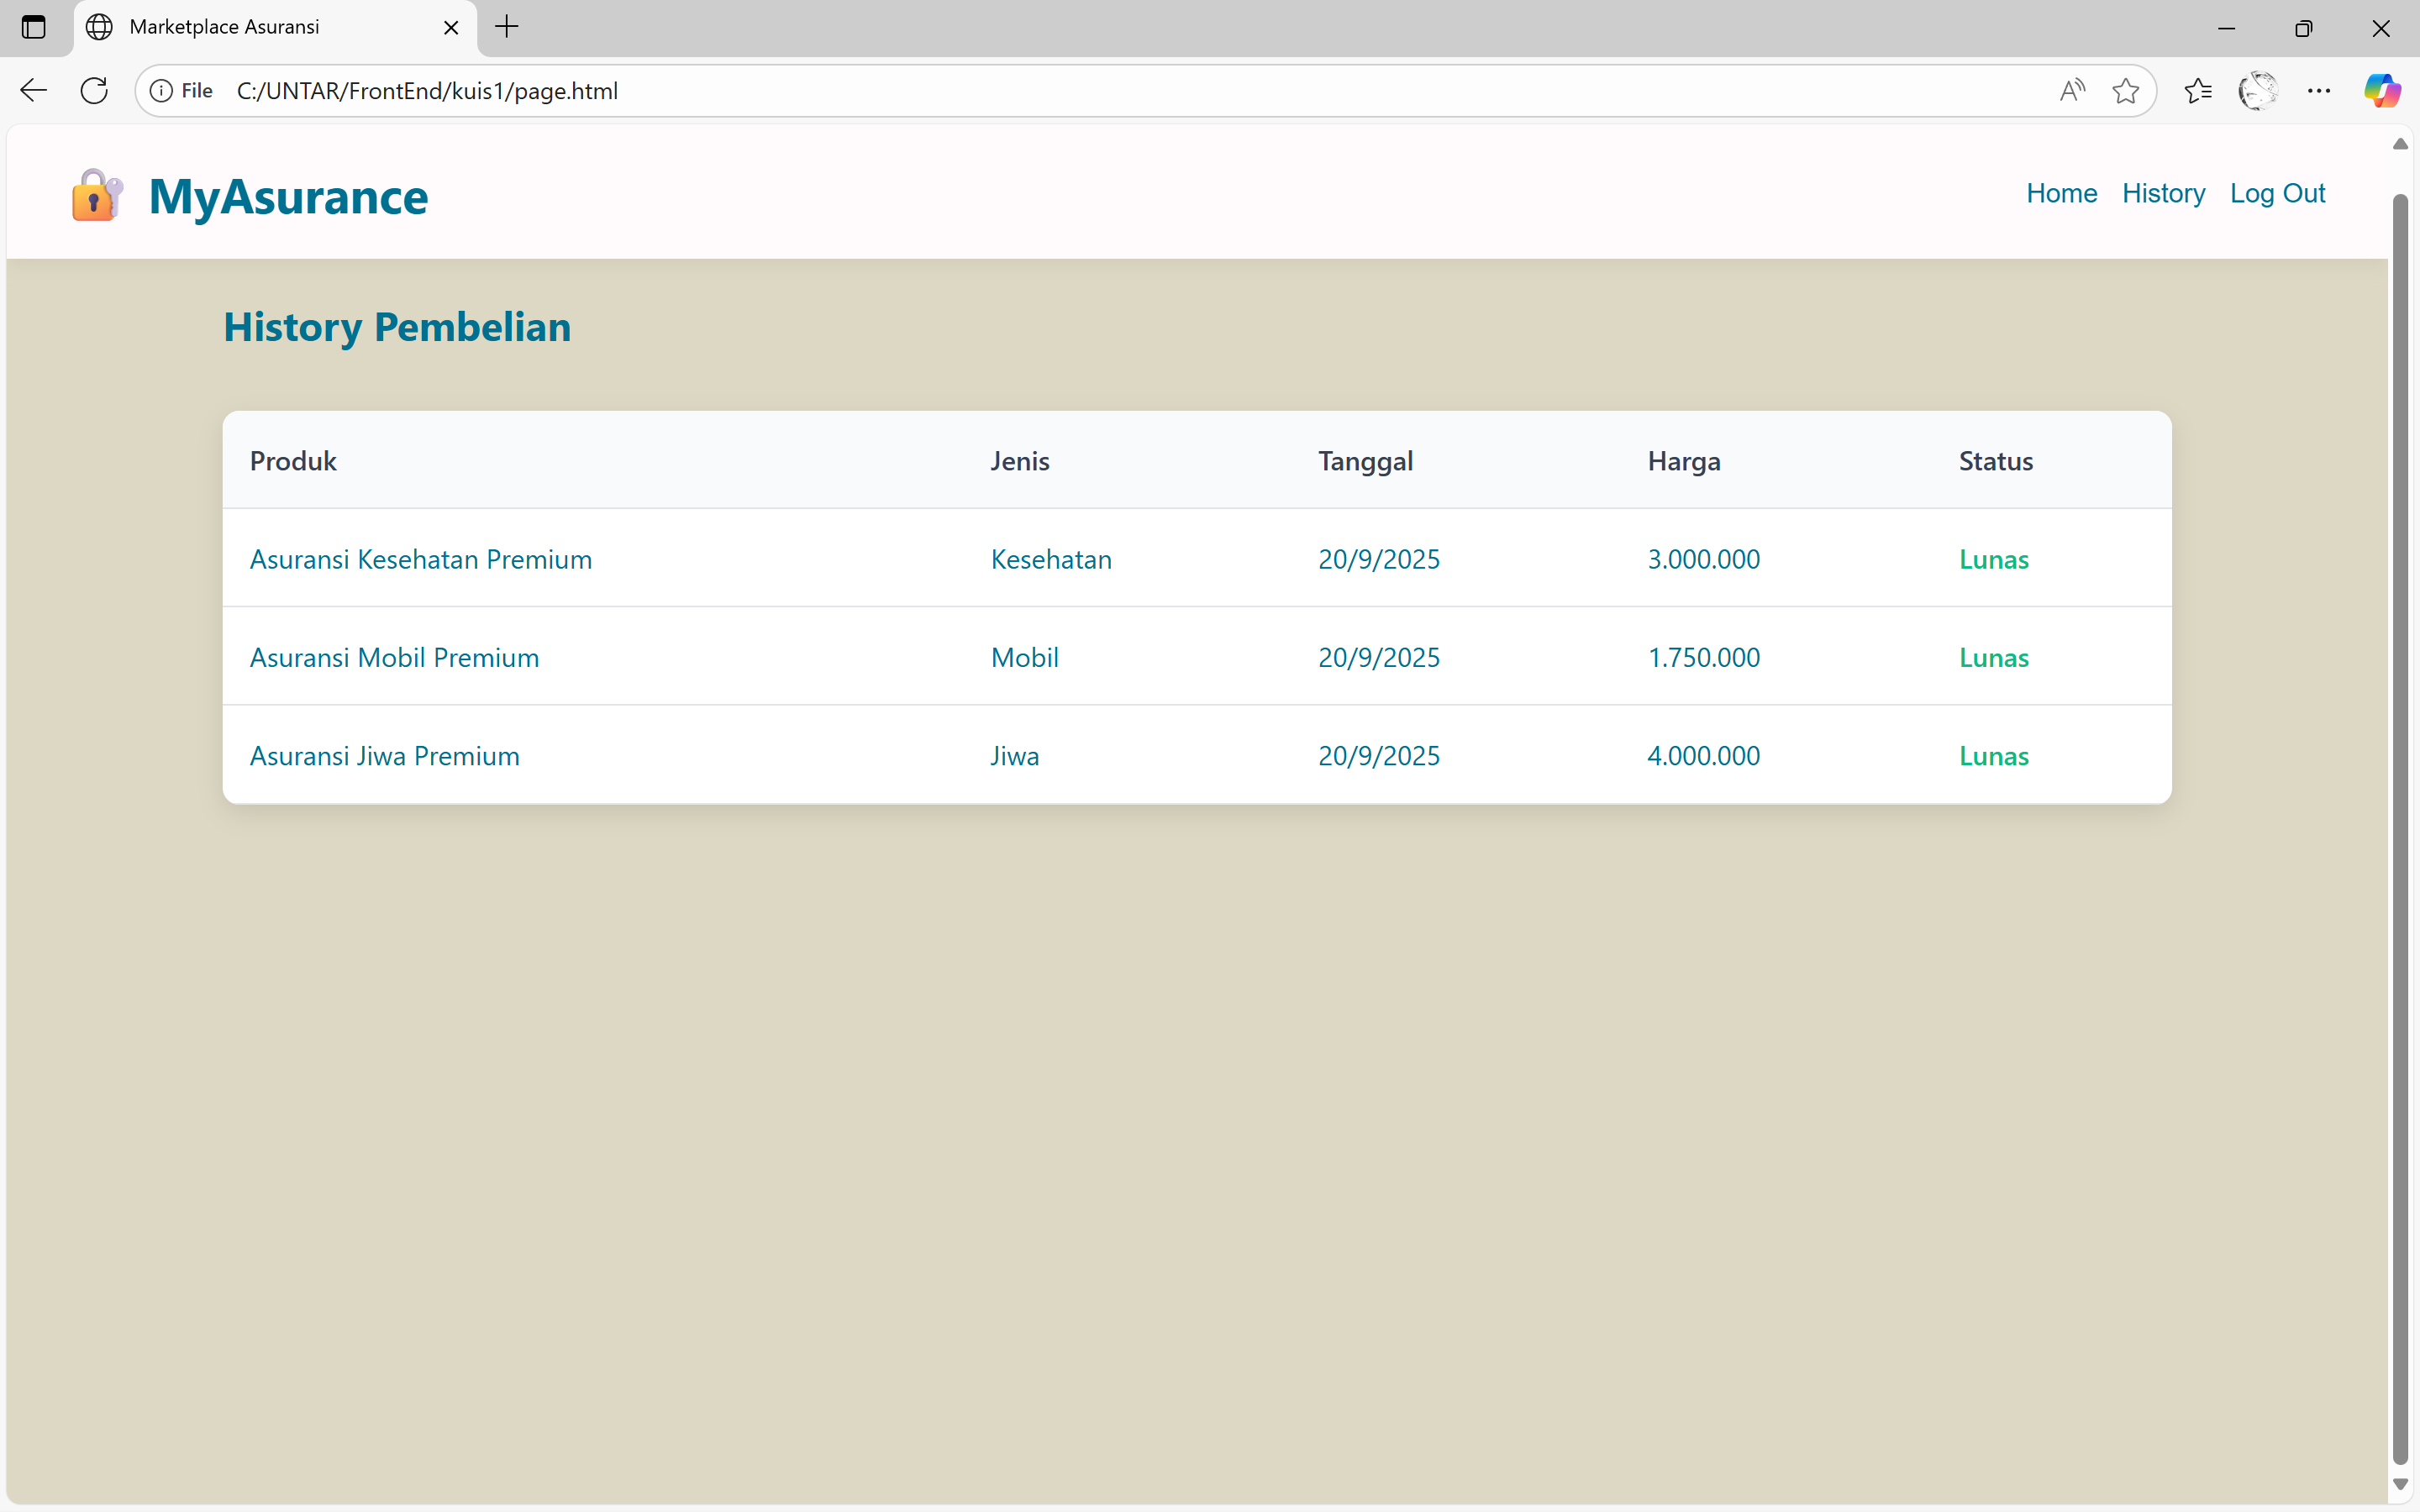 Marketplace Asuransi
File C:/UNTAR/FrontEnd/kuis1/page.html
MyAsurance
Home History Log Out
History Pembelian
Produk Jenis Tanggal Harga Status
Asuransi Kesehatan Premium Kesehatan 20/9/2025 3.000.000 Lunas
Asuransi Mobil Premium Mobil 20/9/2025 1.750.000 Lunas
Asuransi Jiwa Premium Jiwa 20/9/2025 4.000.000 Lunas